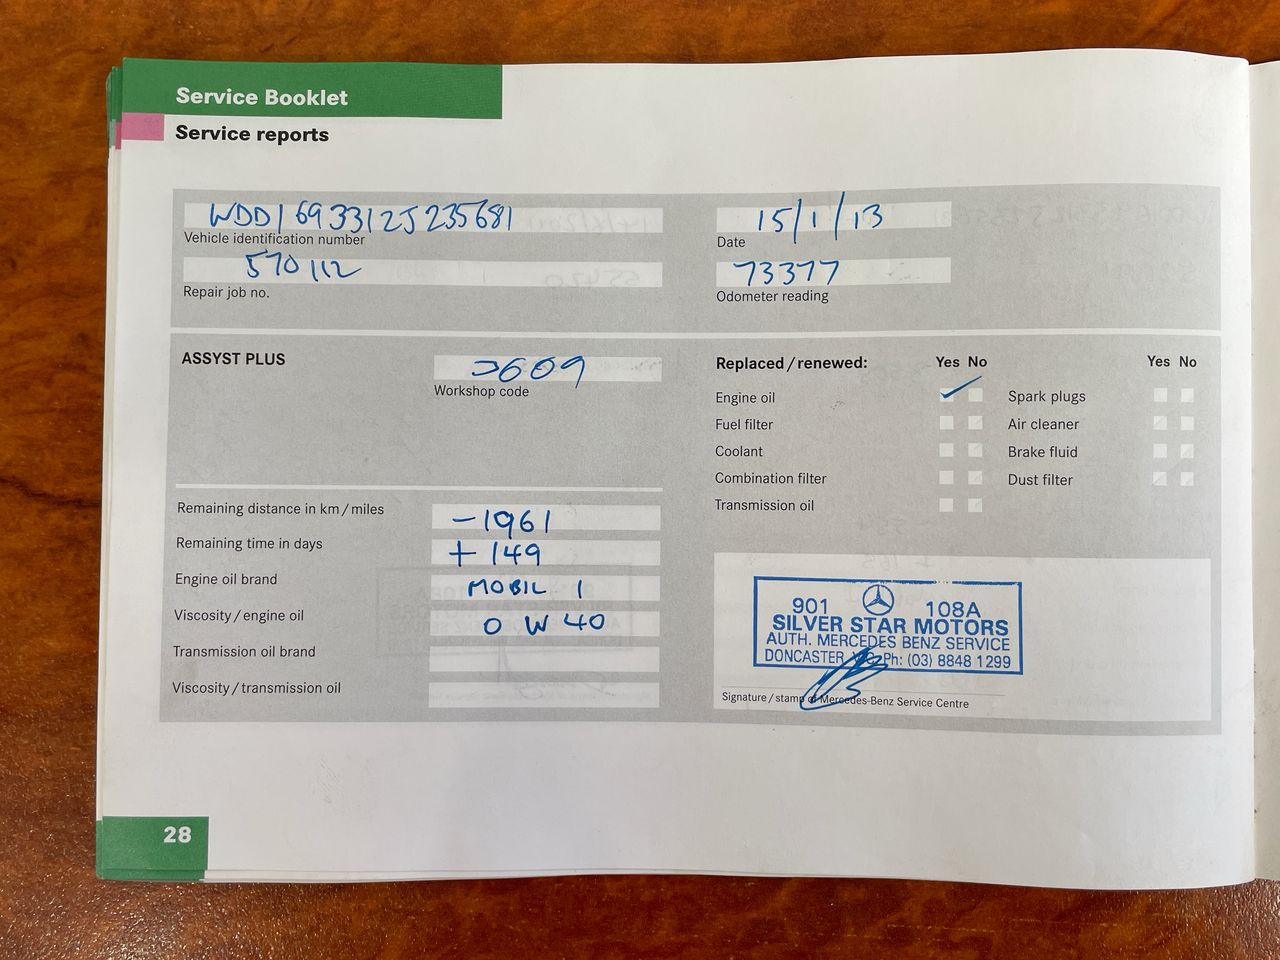 Service Booklet
Service reports
WDD1693312J235681
Vehicle identification number
15/1/13
Date
570112
Repair job no.
73377
Odometer reading
ASSYST PLUS
Workshop code
Replaced/renewed: Yes No Yes No
Engine oil ✓ Spark plugs
Fuel filter Air cleaner
Coolant Brake fluid
Combination filter Dust filter
Transmission oil
Remaining distance in km/miles -1961
Remaining time in days +149
Engine oil brand MOBIL 1
Viscosity/engine oil 0 W 40
Transmission oil brand
Viscosity/transmission oil
901 108A
SILVER STAR MOTORS
AUTH. MERCEDES BENZ SERVICE
DONCASTER Ph: (03) 8848 1299
Signature/stamp of Mercedes-Benz Service Centre
28